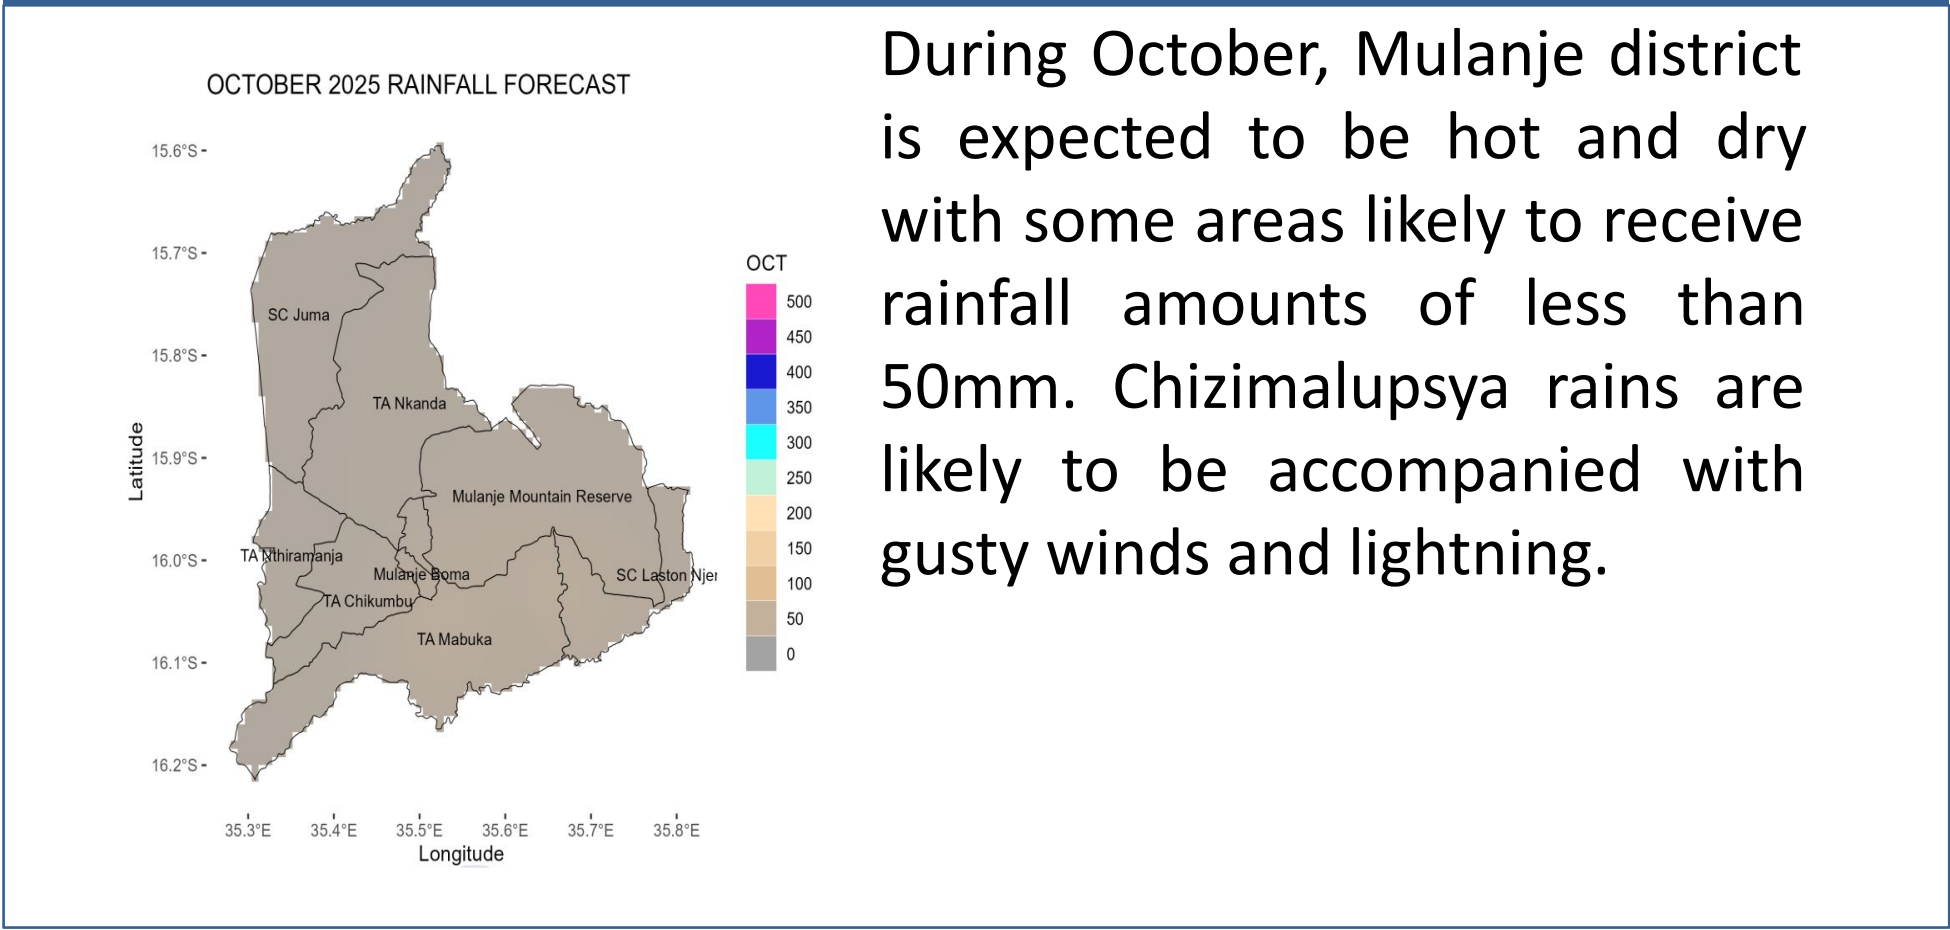 OCTOBER 2025 RAINFALL FORECAST
15.6°S
15.7°S
15.8°S
15.9°S
16.0°S
16.1°S
16.2°S
Latitude
SC Juma
TA Nkanda
Mulanje Mountain Reserve
TA Nthiramanja
Mulanje Boma
SC Laston Njer
TA Chikumbu
TA Mabuka
35.3°E 35.4°E 35.5°E 35.6°E 35.7°E 35.8°E
Longitude
OCT
500
450
400
350
300
250
200
150
100
50
0
During October, Mulanje district
is expected to be hot and dry
with some areas likely to receive
rainfall amounts of less than
50mm. Chizimalupsya rains are
likely to be accompanied with
gusty winds and lightning.